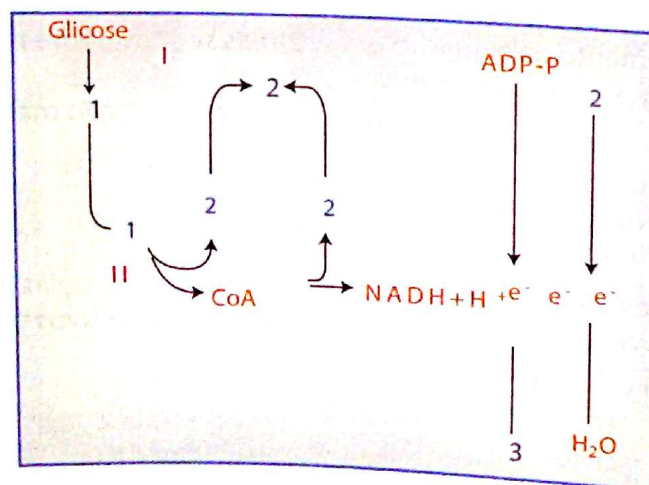 Glicose
I
ADP-P
2
2
1
2
2
1
II
CoA
NADH + H + e- e- e-
3
H₂O